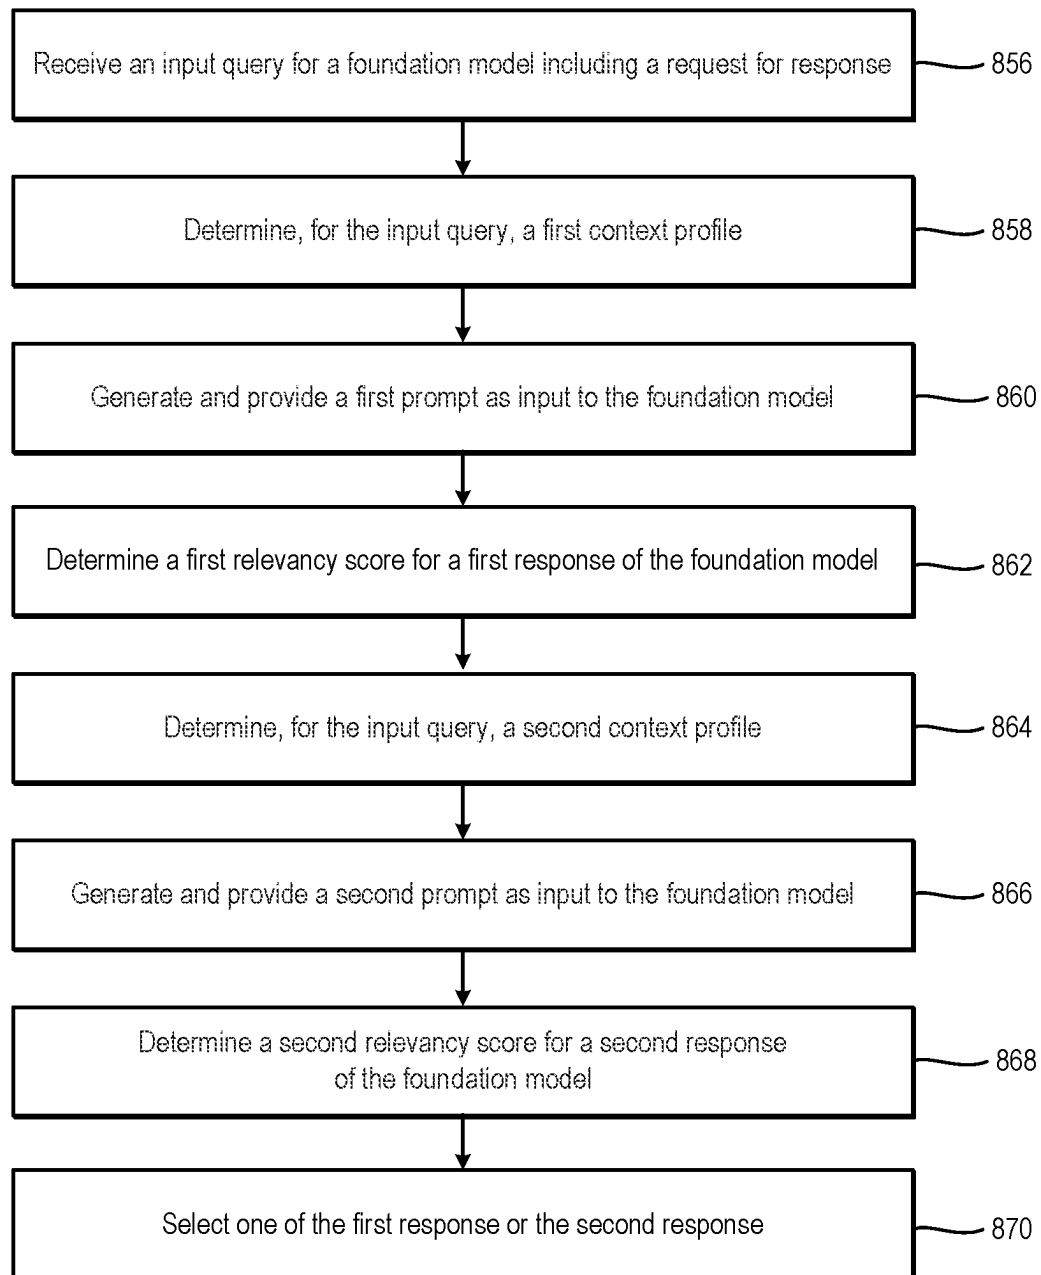 Receive an input query for a foundation model including a request for response
856
Determine, for the input query, a first context profile
858
Generate and provide a first prompt as input to the foundation model
860
Determine a first relevancy score for a first response of the foundation model
862
Determine, for the input query, a second context profile
864
Generate and provide a second prompt as input to the foundation model
866
Determine a second relevancy score for a second response
of the foundation model
868
Select one of the first response or the second response
870